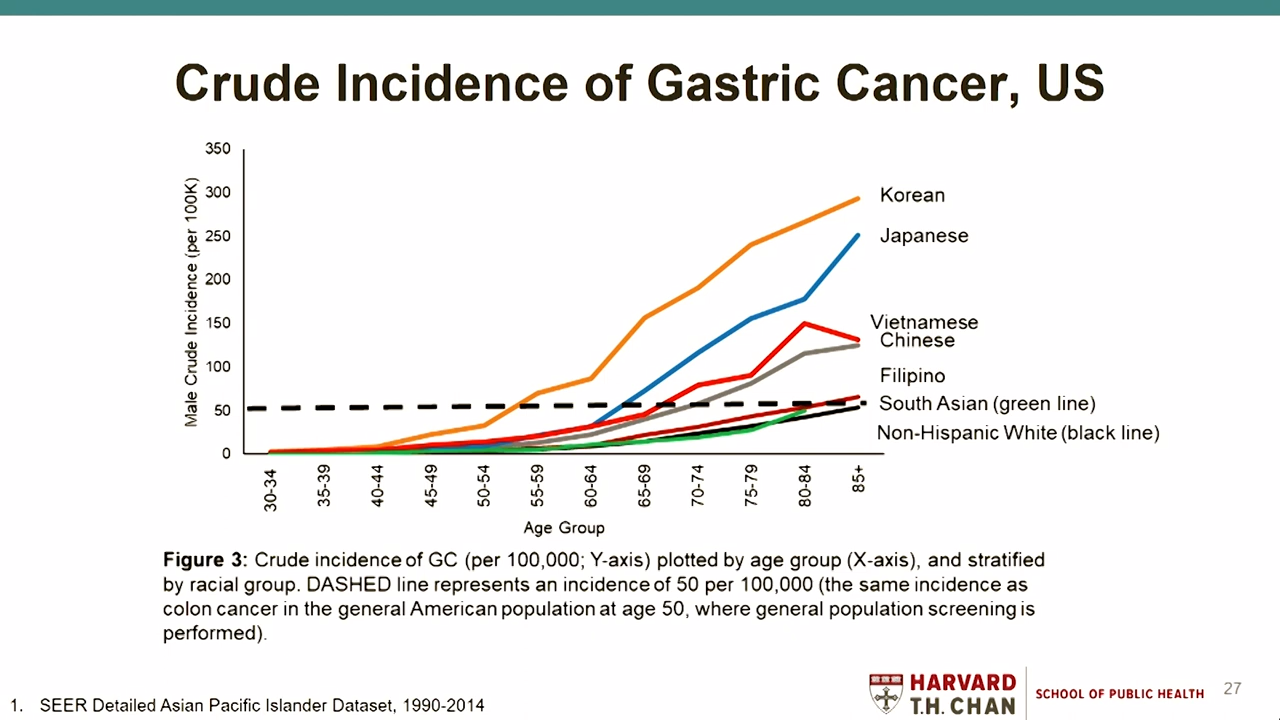 Crude Incidence of Gastric Cancer, US
Male Crude Incidence (per 100K)
350
300
250
200
150
100
50
0
Korean
Japanese
Vietnamese
Chinese
Filipino
South Asian (green line)
Non-Hispanic White (black line)
30-34
35-39
40-44
45-49
50-54
55-59
60-64
65-69
70-74
75-79
80-84
85+
Age Group
Figure 3: Crude incidence of GC (per 100,000; Y-axis) plotted by age group (X-axis), and stratified
by racial group. DASHED line represents an incidence of 50 per 100,000 (the same incidence as
colon cancer in the general American population at age 50, where general population screening is
performed).
1. SEER Detailed Asian Pacific Islander Dataset, 1990-2014
HARVARD
T.H. CHAN
SCHOOL OF PUBLIC HEALTH
27